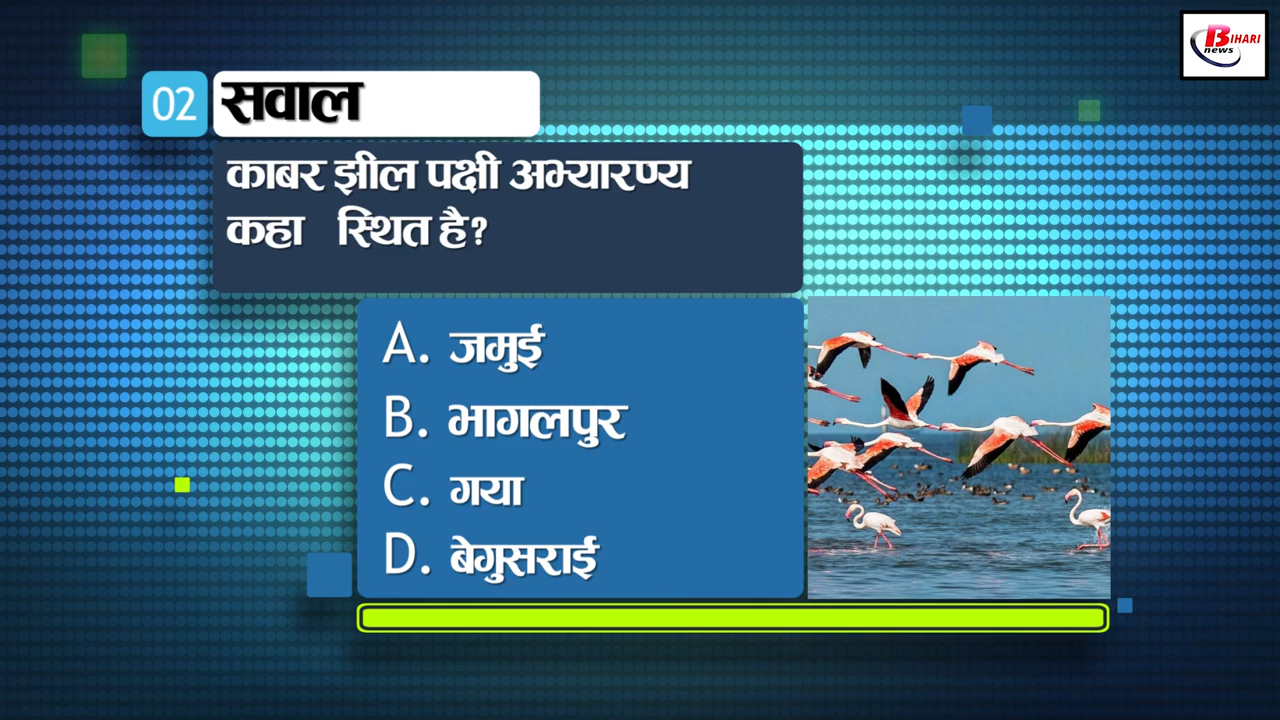 BIHARI
news
02 सवाल
काबर झील पक्षी अभ्यारण्य
कहा स्थित है?
A. जमुई
B. भागलपुर
C. गया
D. बेगुसराई